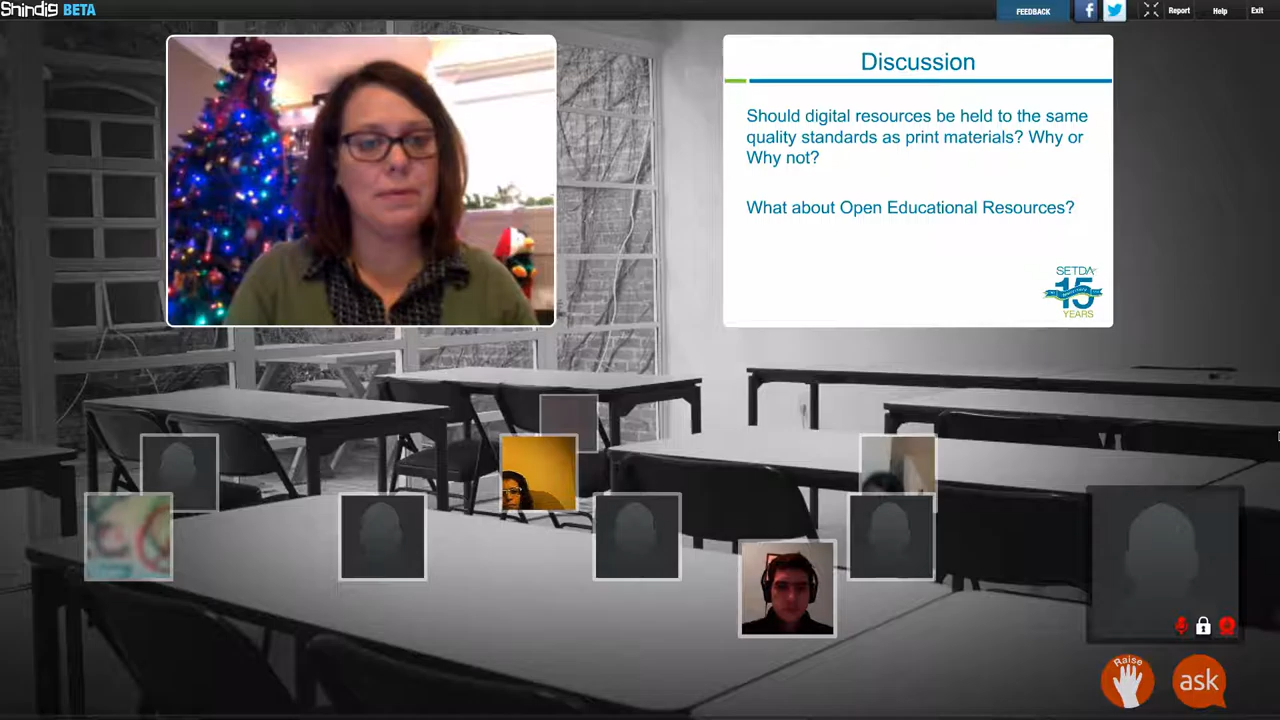 Shindig BETA
FEEDBACK
Report
Help
Exit
Discussion
Should digital resources be held to the same
quality standards as print materials? Why or
Why not?
What about Open Educational Resources?
SETDA
15
YEARS
Raise
ask